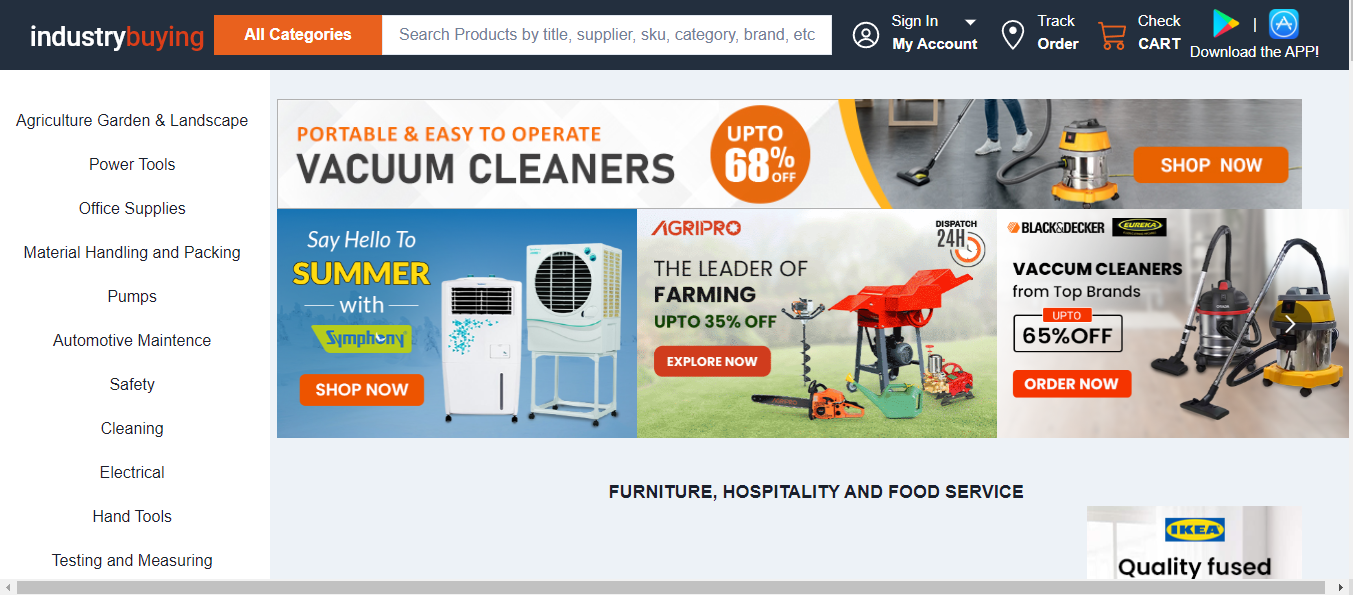 industrybuying
All Categories
Search Products by title, supplier, sku, category, brand, etc
Sign In
My Account
Track
Order
Check
CART
|
Download the APP!
Agriculture Garden & Landscape
Power Tools
Office Supplies
Material Handling and Packing
Pumps
Automotive Maintence
Safety
Cleaning
Electrical
Hand Tools
Testing and Measuring
PORTABLE & EASY TO OPERATE
VACUUM CLEANERS
UPTO
68%
OFF
SHOP NOW
Say Hello To
SUMMER
with
Symphony
SHOP NOW
AGRIPRO
DISPATCH
24H
THE LEADER OF
FARMING
UPTO 35% OFF
EXPLORE NOW
BLACK&DECKER
EUREKA
VACCUM CLEANERS
from Top Brands
UPTO
65%OFF
ORDER NOW
FURNITURE, HOSPITALITY AND FOOD SERVICE
IKEA
Quality fused